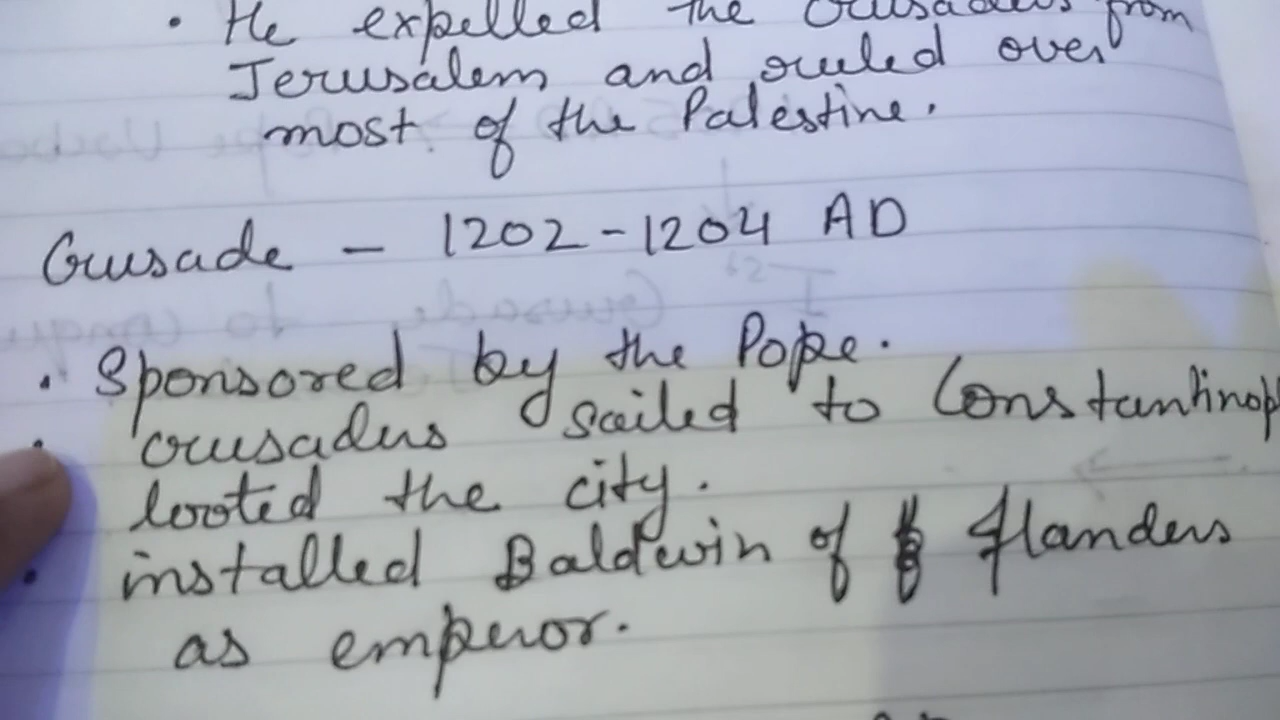 • He expelled the Crusaders from
Jerusalem and ruled over
most of the Palestine.
Crusade - 1202-1204 AD
• Sponsored by the Pope.
• crusaders sailed to Constantinopl
looted the city.
• installed Baldwin of flanders
as emperor.